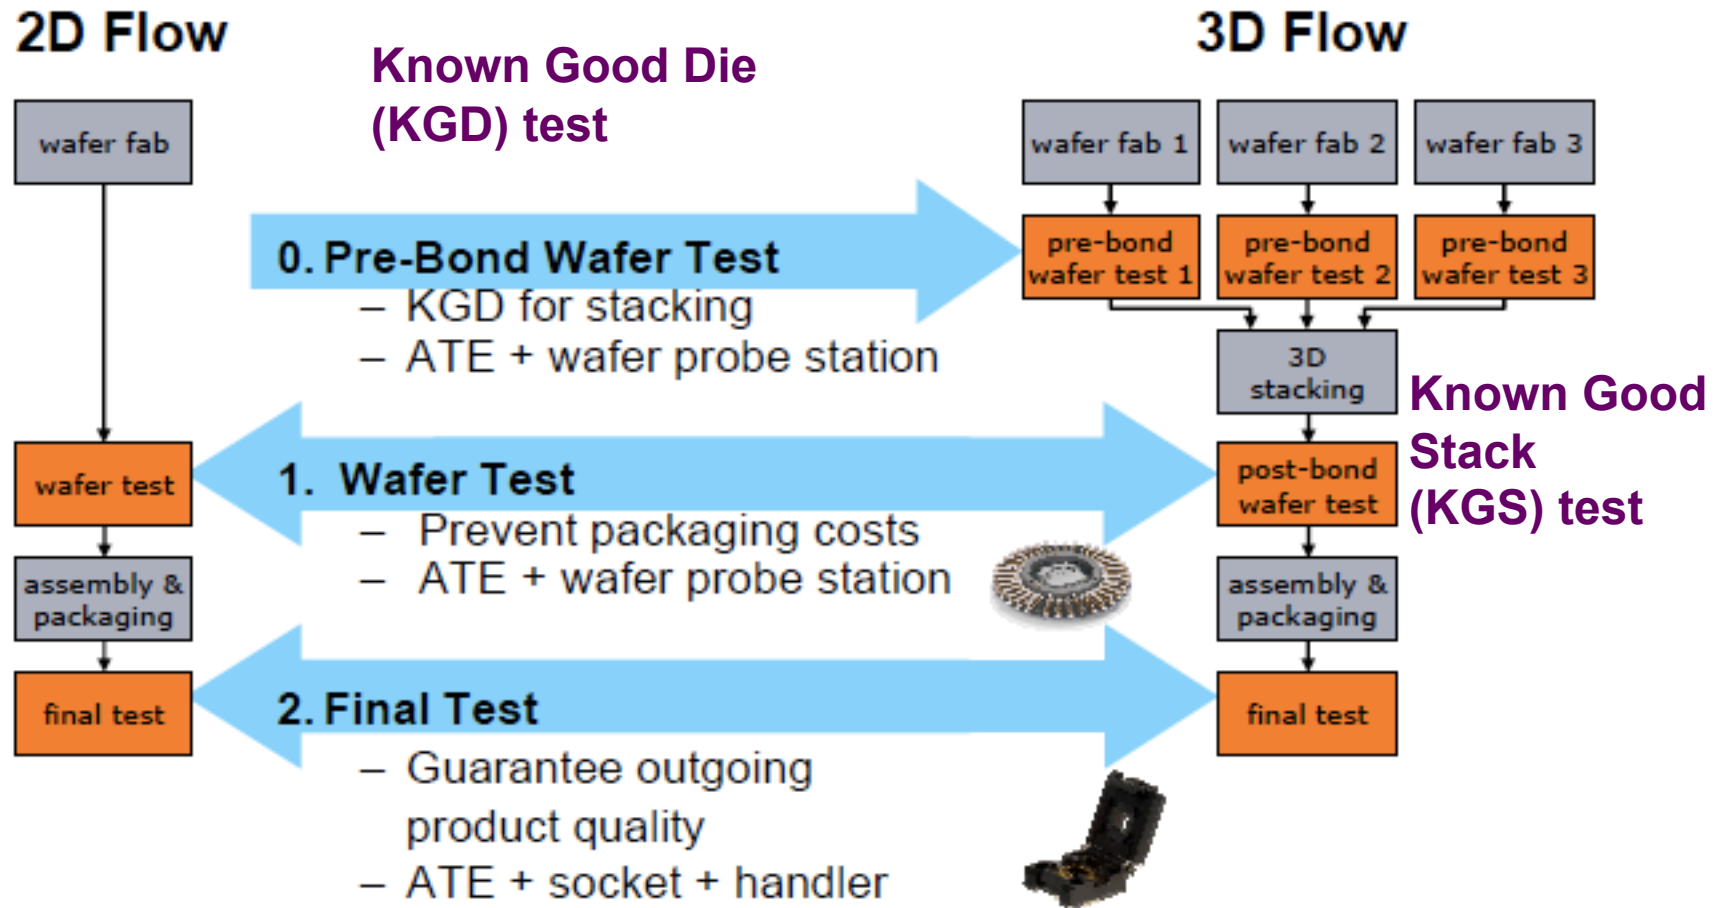 2D Flow
Known Good Die
(KGD) test
3D Flow
wafer fab
wafer fab 1
wafer fab 2
wafer fab 3
0. Pre-Bond Wafer Test
– KGD for stacking
– ATE + wafer probe station
pre-bond
wafer test 1
pre-bond
wafer test 2
pre-bond
wafer test 3
3D
stacking
Known Good
Stack
(KGS) test
wafer test
1. Wafer Test
– Prevent packaging costs
– ATE + wafer probe station
post-bond
wafer test
assembly &
packaging
assembly &
packaging
final test
2. Final Test
– Guarantee outgoing
product quality
– ATE + socket + handler
final test